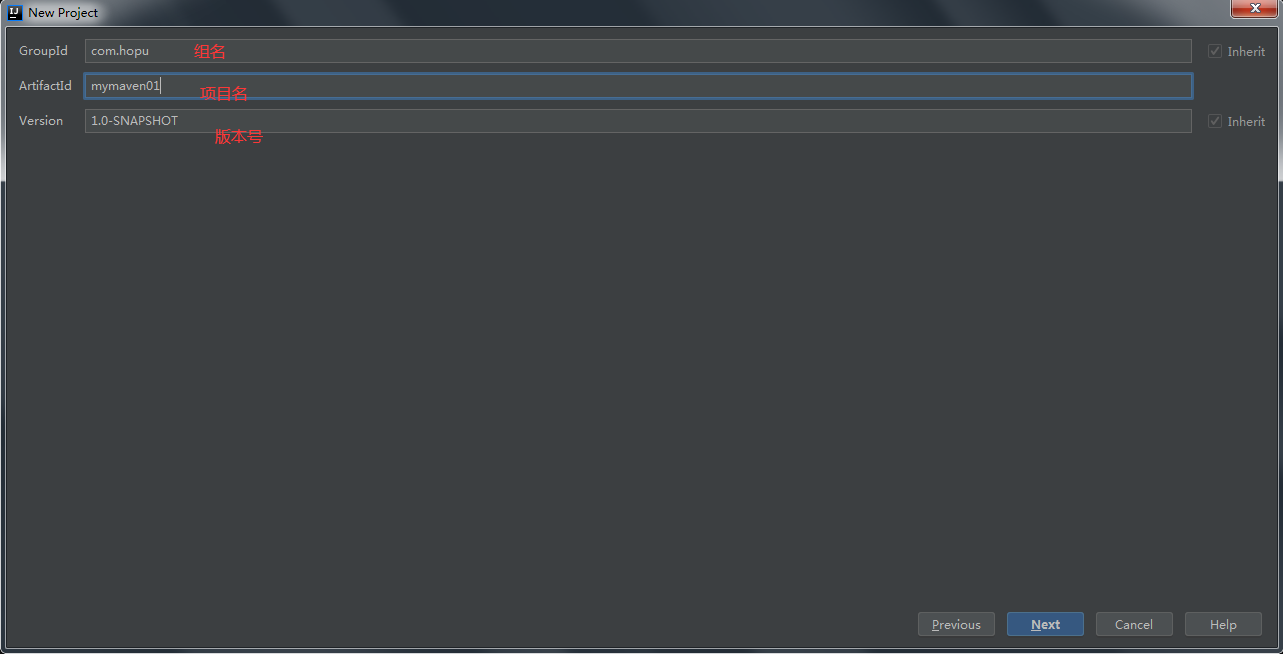 New Project
GroupId com.hopu 组名 Inherit
ArtifactId mymaven01 项目名
Version 1.0-SNAPSHOT 版本号 Inherit
Previous Next Cancel Help